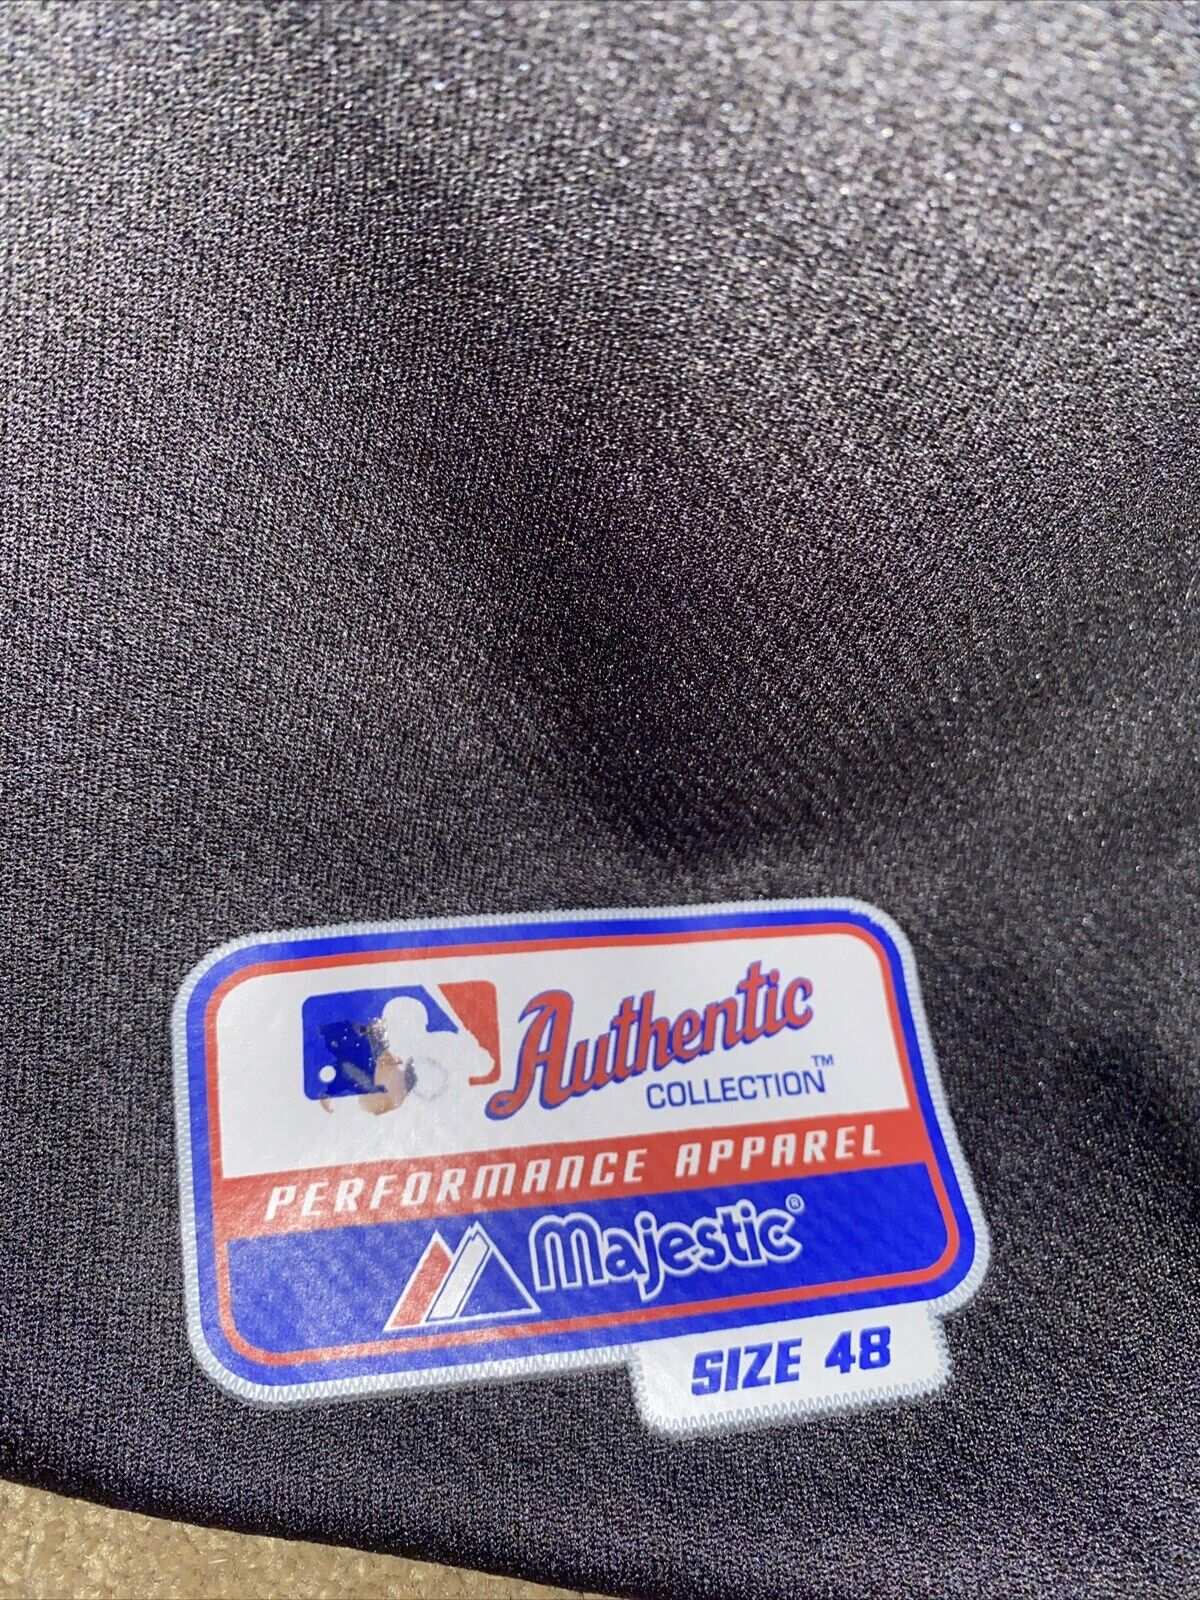 Authentic
COLLECTION™
PERFORMANCE APPAREL
Majestic®
SIZE 48